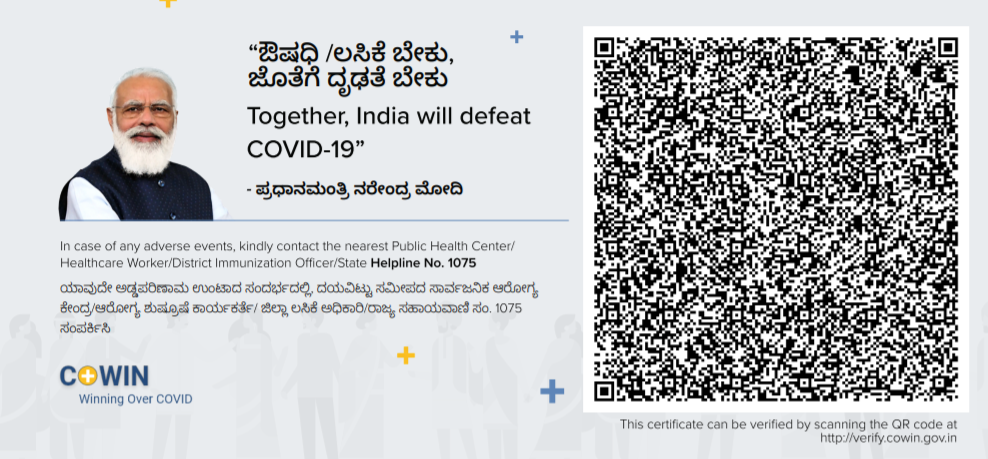 “ಔಷಧಿ /ಲಸಿಕೆ ಬೇಕು,
ಜೊತೆಗೆ ದೃಢತೆ ಬೇಕು
Together, India will defeat
COVID-19”
- ಪ್ರಧಾನಮಂತ್ರಿ ನರೇಂದ್ರ ಮೋದಿ
In case of any adverse events, kindly contact the nearest Public Health Center/
Healthcare Worker/District Immunization Officer/State Helpline No. 1075
ಯಾವುದೇ ಅಡ್ಡಪರಿಣಾಮ ಉಂಟಾದ ಸಂದರ್ಭದಲ್ಲಿ, ದಯವಿಟ್ಟು ಸಮೀಪದ ಸಾರ್ವಜನಿಕ ಆರೋಗ್ಯ
ಕೇಂದ್ರ/ಆರೋಗ್ಯ ಶುಷ್ರೂಷೆ ಕಾರ್ಯಕರ್ತೆ/ ಜಿಲ್ಲಾ ಲಸಿಕೆ ಅಧಿಕಾರಿ/ರಾಜ್ಯ ಸಹಾಯವಾಣಿ ಸಂ. 1075
ಸಂಪರ್ಕಿಸಿ
COWIN
Winning Over COVID
This certificate can be verified by scanning the QR code at
http://verify.cowin.gov.in